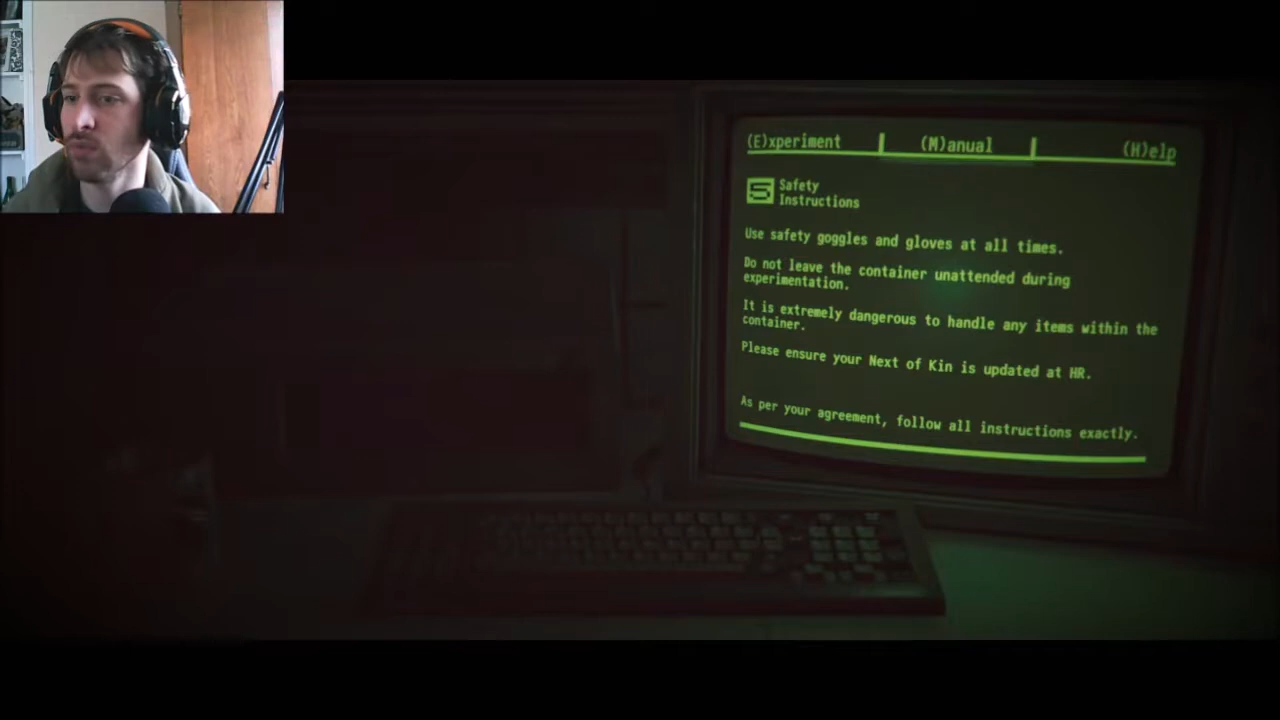 (E)xperiment (M)anual (H)elp
S Safety
Instructions
Use safety goggles and gloves at all times.
Do not leave the container unattended during
experimentation.
It is extremely dangerous to handle any items within the
container.
Please ensure your Next of Kin is updated at HR.
As per your agreement, follow all instructions exactly.